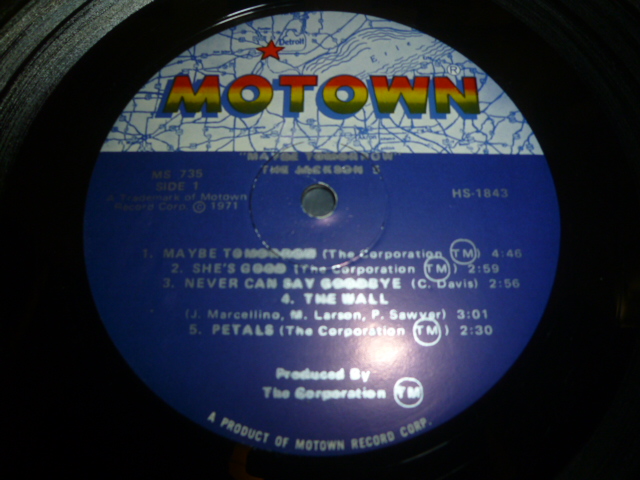 Detroit
Erie
MOTOWN®
"MAYBE TOMORROW"
THE JACKSON 5
MS 735
SIDE 1
A Trademark of Motown
Record Corp. © 1971
HS-1843
1. MAYBE TOMORROW (The Corporation TM) 4:46
2. SHE'S GOOD (The Corporation TM) 2:59
3. NEVER CAN SAY GOODBYE (C. Davis) 2:56
4. THE WALL
(J. Marcellino, M. Larson, P. Sawyer) 3:01
5. PETALS (The Corporation TM) 2:30
Produced By
The Corporation TM
A PRODUCT OF MOTOWN RECORD CORP.